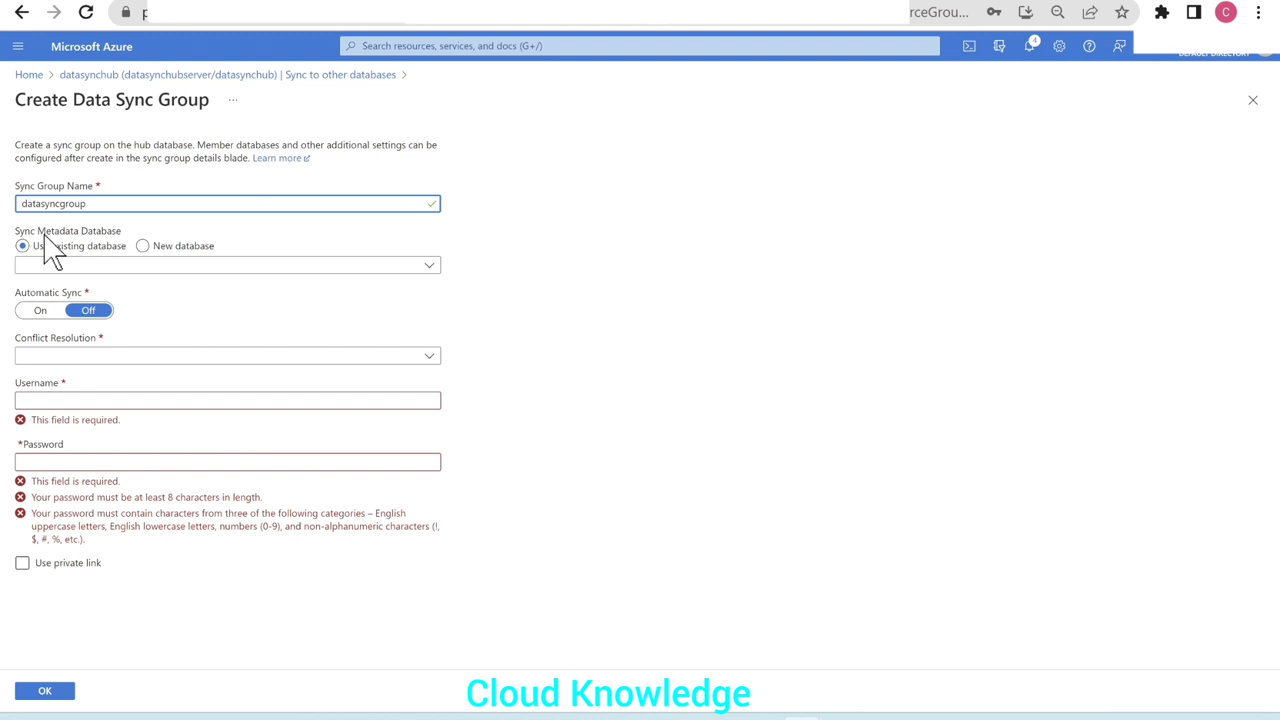 rceGrou...
C
Microsoft Azure
Search resources, services, and docs (G+/)
4
Home > datasynchub (datasynchubserver/datasynchub) | Sync to other databases >
Create Data Sync Group ...
Create a sync group on the hub database. Member databases and other additional settings can be
configured after create in the sync group details blade. Learn more
Sync Group Name *
datasyncgroup
Sync Metadata Database
existing database New database
Automatic Sync *
On Off
Conflict Resolution *
Username *
This field is required.
*Password
This field is required.
Your password must be at least 8 characters in length.
Your password must contain characters from three of the following categories – English
uppercase letters, English lowercase letters, numbers (0-9), and non-alphanumeric characters (!,
$, #, %, etc.).
Use private link
OK
Cloud Knowledge